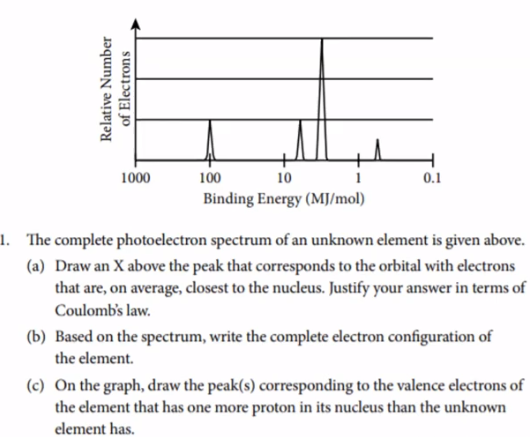 Relative Number
of Electrons
1000 100 10 1 0.1
Binding Energy (MJ/mol)
1. The complete photoelectron spectrum of an unknown element is given above.
(a) Draw an X above the peak that corresponds to the orbital with electrons
that are, on average, closest to the nucleus. Justify your answer in terms of
Coulomb's law.
(b) Based on the spectrum, write the complete electron configuration of
the element.
(c) On the graph, draw the peak(s) corresponding to the valence electrons of
the element that has one more proton in its nucleus than the unknown
element has.